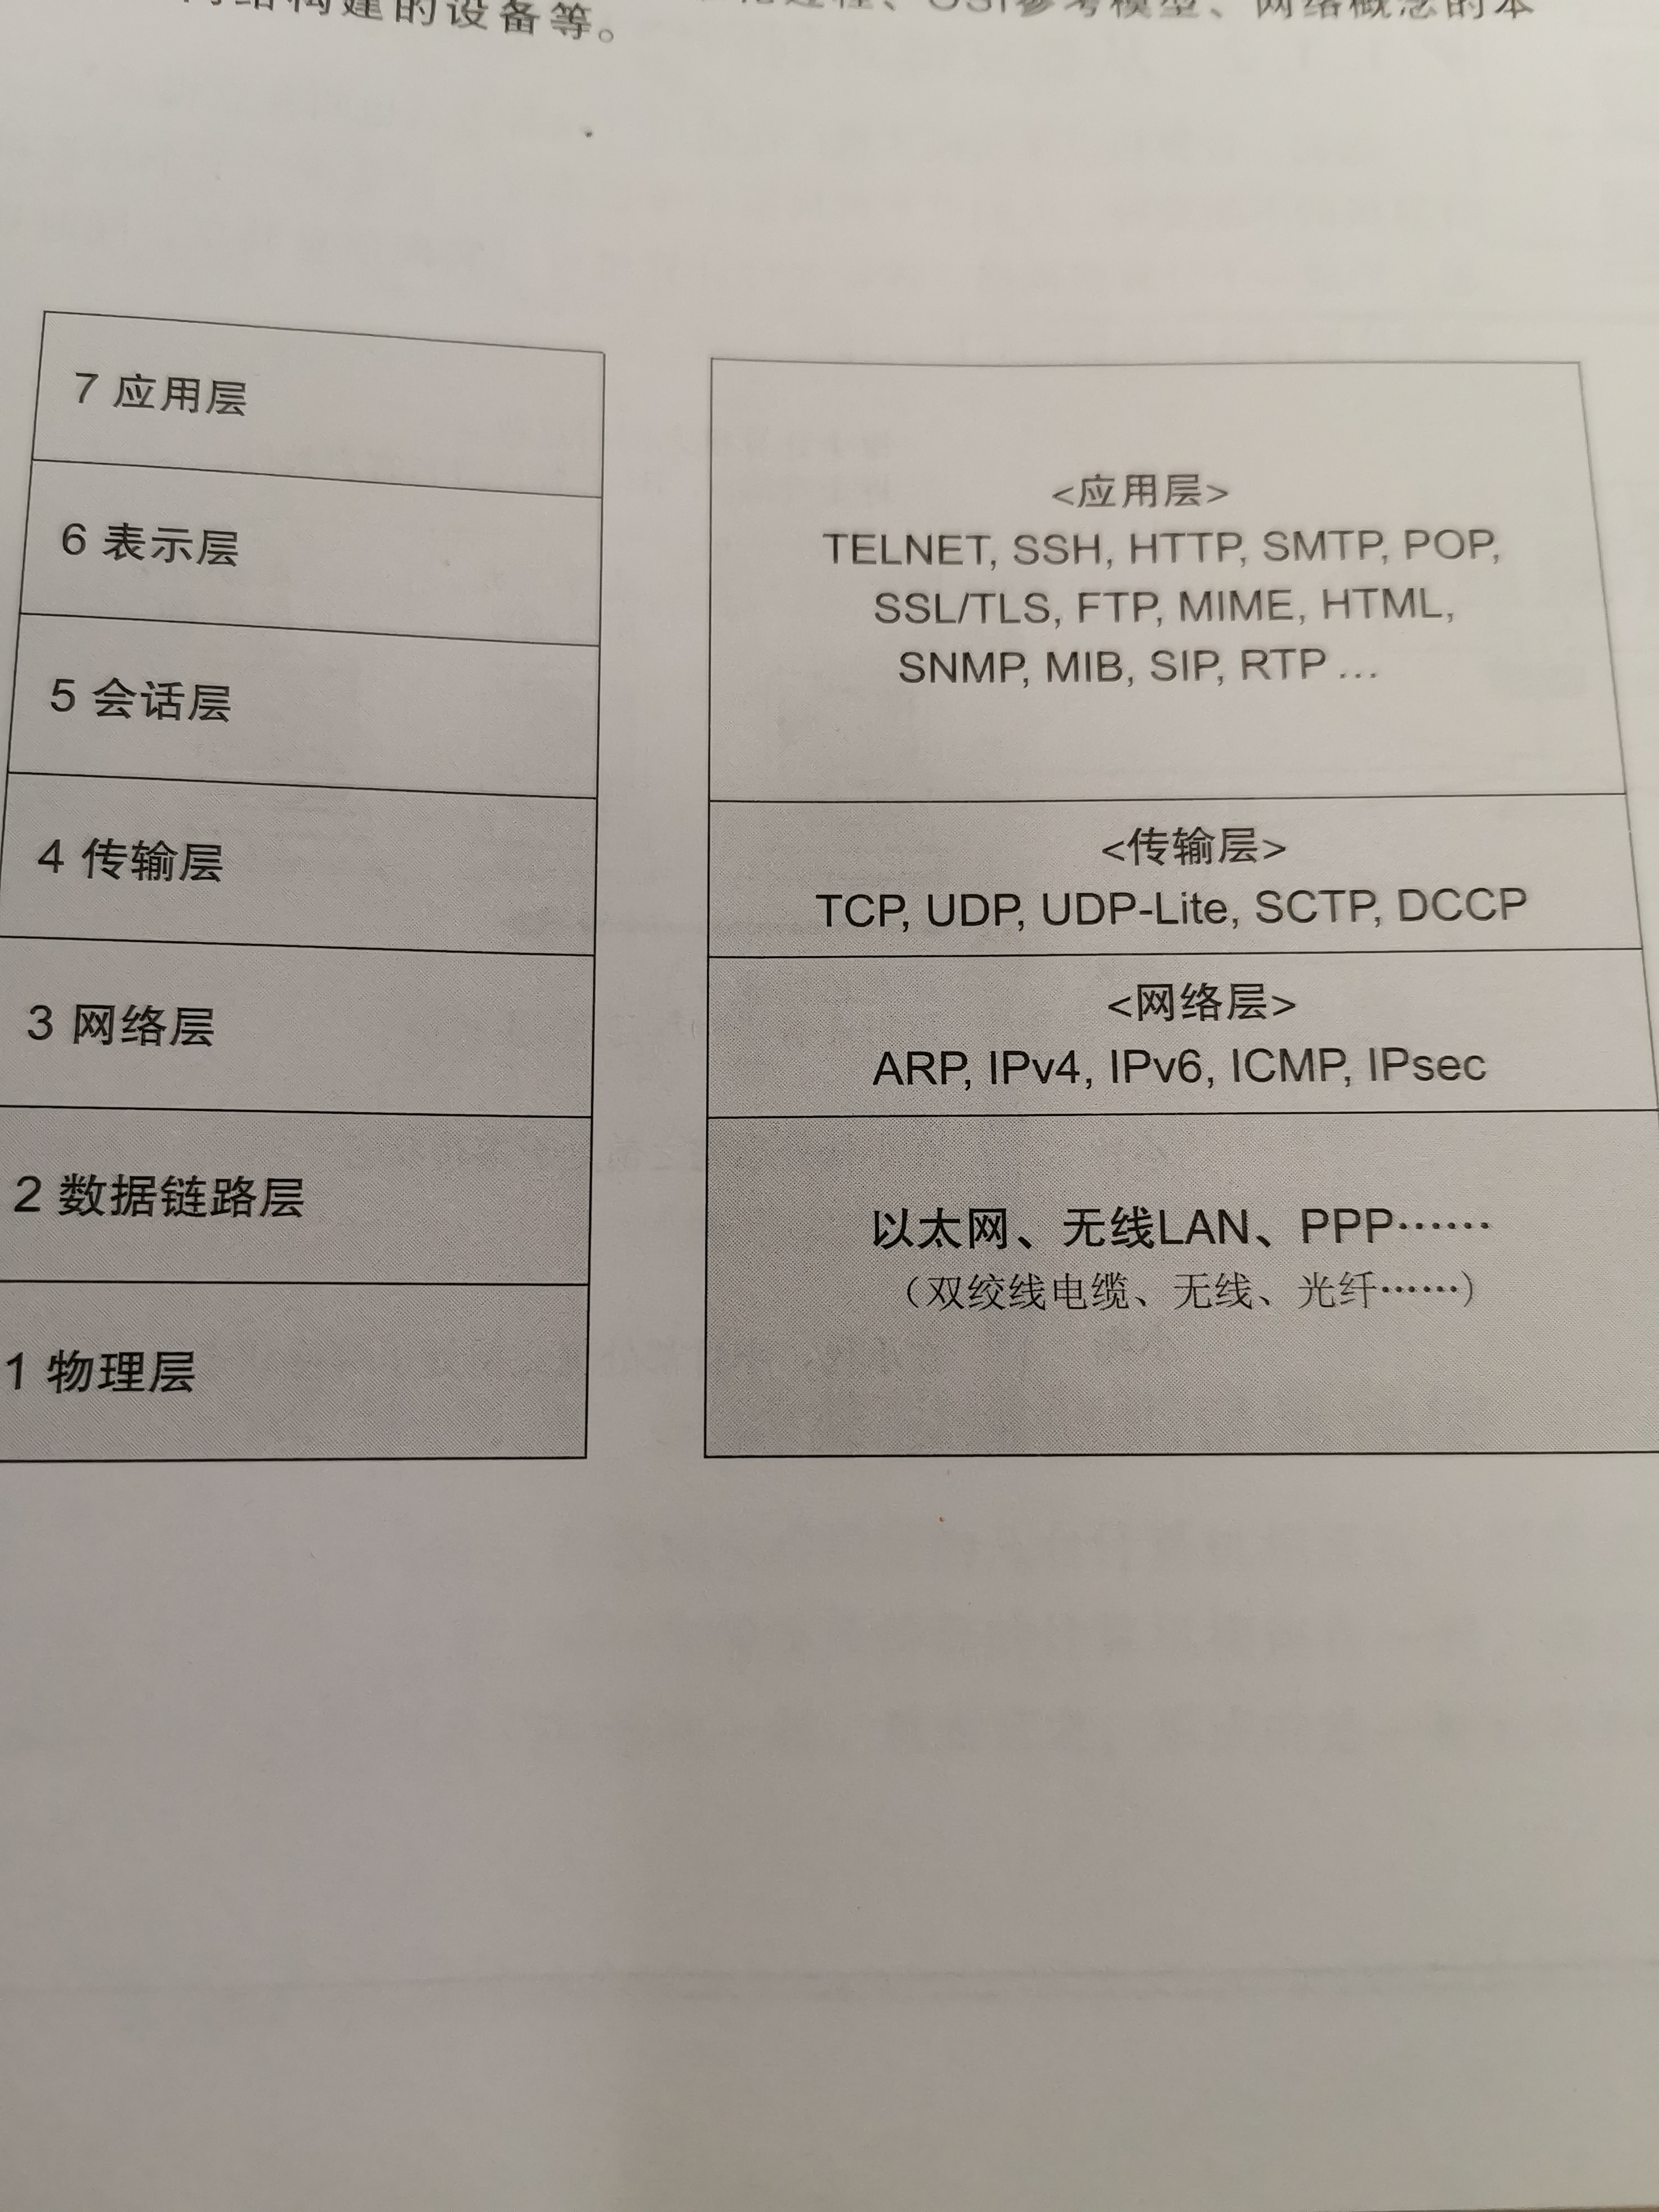 网络构建的设备等。
过程、OSI参考模型、网络概念的本
7 应用层
6 表示层
5 会话层
4 传输层
3 网络层
2 数据链路层
1 物理层
<应用层>
TELNET, SSH, HTTP, SMTP, POP,
SSL/TLS, FTP, MIME, HTML,
SNMP, MIB, SIP, RTP ...
<传输层>
TCP, UDP, UDP-Lite, SCTP, DCCP
<网络层>
ARP, IPv4, IPv6, ICMP, IPsec
以太网、无线LAN、PPP……
（双绞线电缆、无线、光纤……）